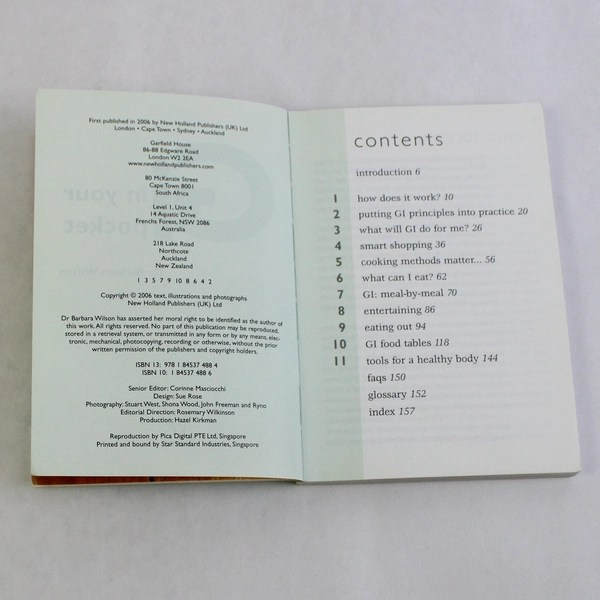 First published in 2006 by New Holland Publishers (UK) Ltd
London • Cape Town • Sydney • Auckland
Garfield House
86-88 Edgware Road
London W2 2EA
www.newhollandpublishers.com
80 McKenzie Street
Cape Town 8001
South Africa
Level 1, Unit 4
14 Aquatic Drive
Frenchs Forest, NSW 2086
Australia
218 Lake Road
Northcote
Auckland
New Zealand
1 3 5 7 9 10 8 6 4 2
Copyright © 2006 text, illustrations and photographs
New Holland Publishers (UK) Ltd
Dr Barbara Wilson has asserted her moral right to be identified as the author of
this work. All rights reserved. No part of this publication may be reproduced,
stored in a retrieval system, or transmitted in any form or by any means, elec-
tronic, mechanical, photocopying, recording or otherwise, without the prior
written permission of the publishers and copyright holders.
ISBN 13: 978 1 84537 488 4
ISBN 10: 1 84537 488 6
Senior Editor: Corinne Masciocchi
Design: Sue Rose
Photography: Stuart West, Shona Wood, John Freeman and Ryno
Editorial Direction: Rosemary Wilkinson
Production: Hazel Kirkman
Reproduction by Pica Digital PTE Ltd, Singapore
Printed and bound by Star Standard Industries, Singapore
contents
introduction 6
1 how does it work? 10
2 putting GI principles into practice 20
3 what will GI do for me? 26
4 smart shopping 36
5 cooking methods matter... 56
6 what can I eat? 62
7 GI: meal-by-meal 70
8 entertaining 86
9 eating out 94
10 GI food tables 118
11 tools for a healthy body 144
faqs 150
glossary 152
index 157